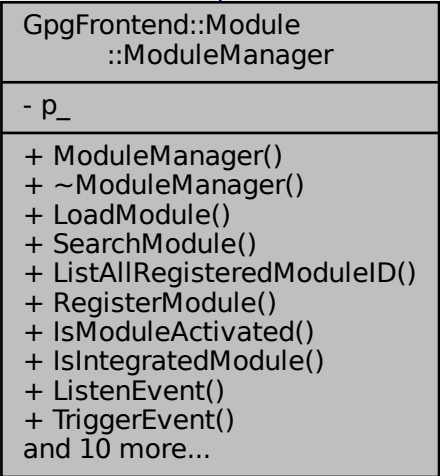 GpgFrontend::Module
::ModuleManager
- p_
+ ModuleManager()
+ ~ModuleManager()
+ LoadModule()
+ SearchModule()
+ ListAllRegisteredModuleID()
+ RegisterModule()
+ IsModuleActivated()
+ IsIntegratedModule()
+ ListenEvent()
+ TriggerEvent()
and 10 more...